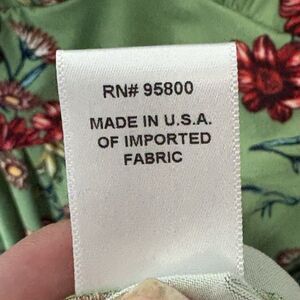 RN# 95800
MADE IN U.S.A.
OF IMPORTED
FABRIC